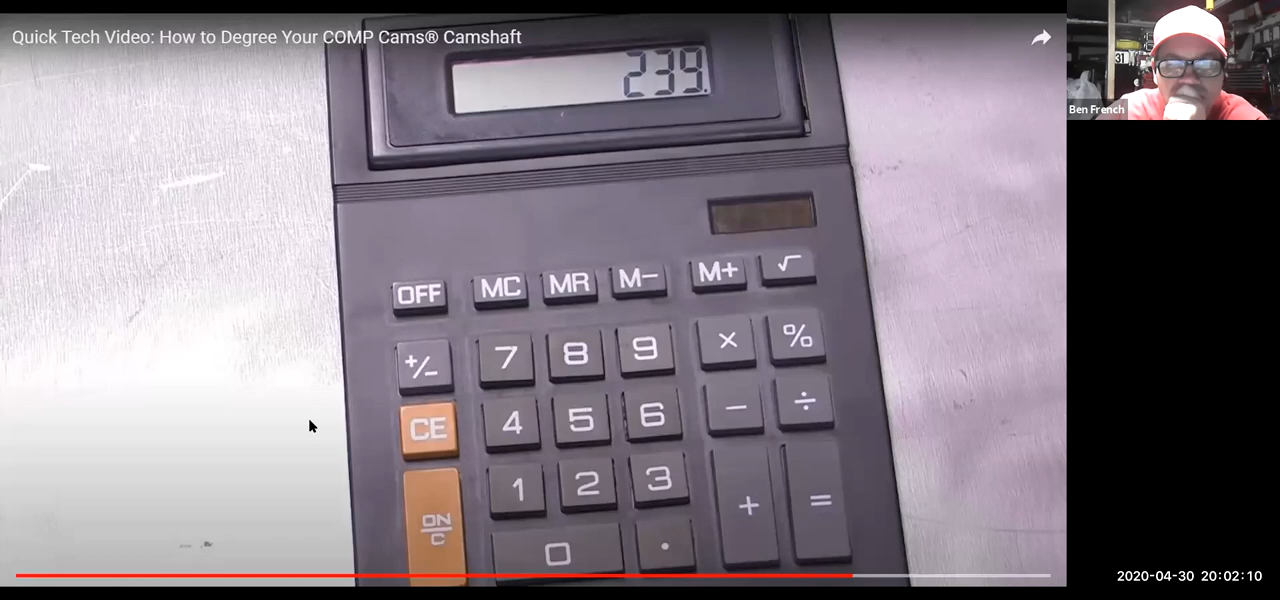 Quick Tech Video: How to Degree Your COMP Cams® Camshaft
239.
31
Ben French
OFF MC MR M− M+ √
+/− 7 8 9 × %
CE 4 5 6 − ÷
ON/C 1 2 3 + =
0 .
2020-04-30 20:02:10